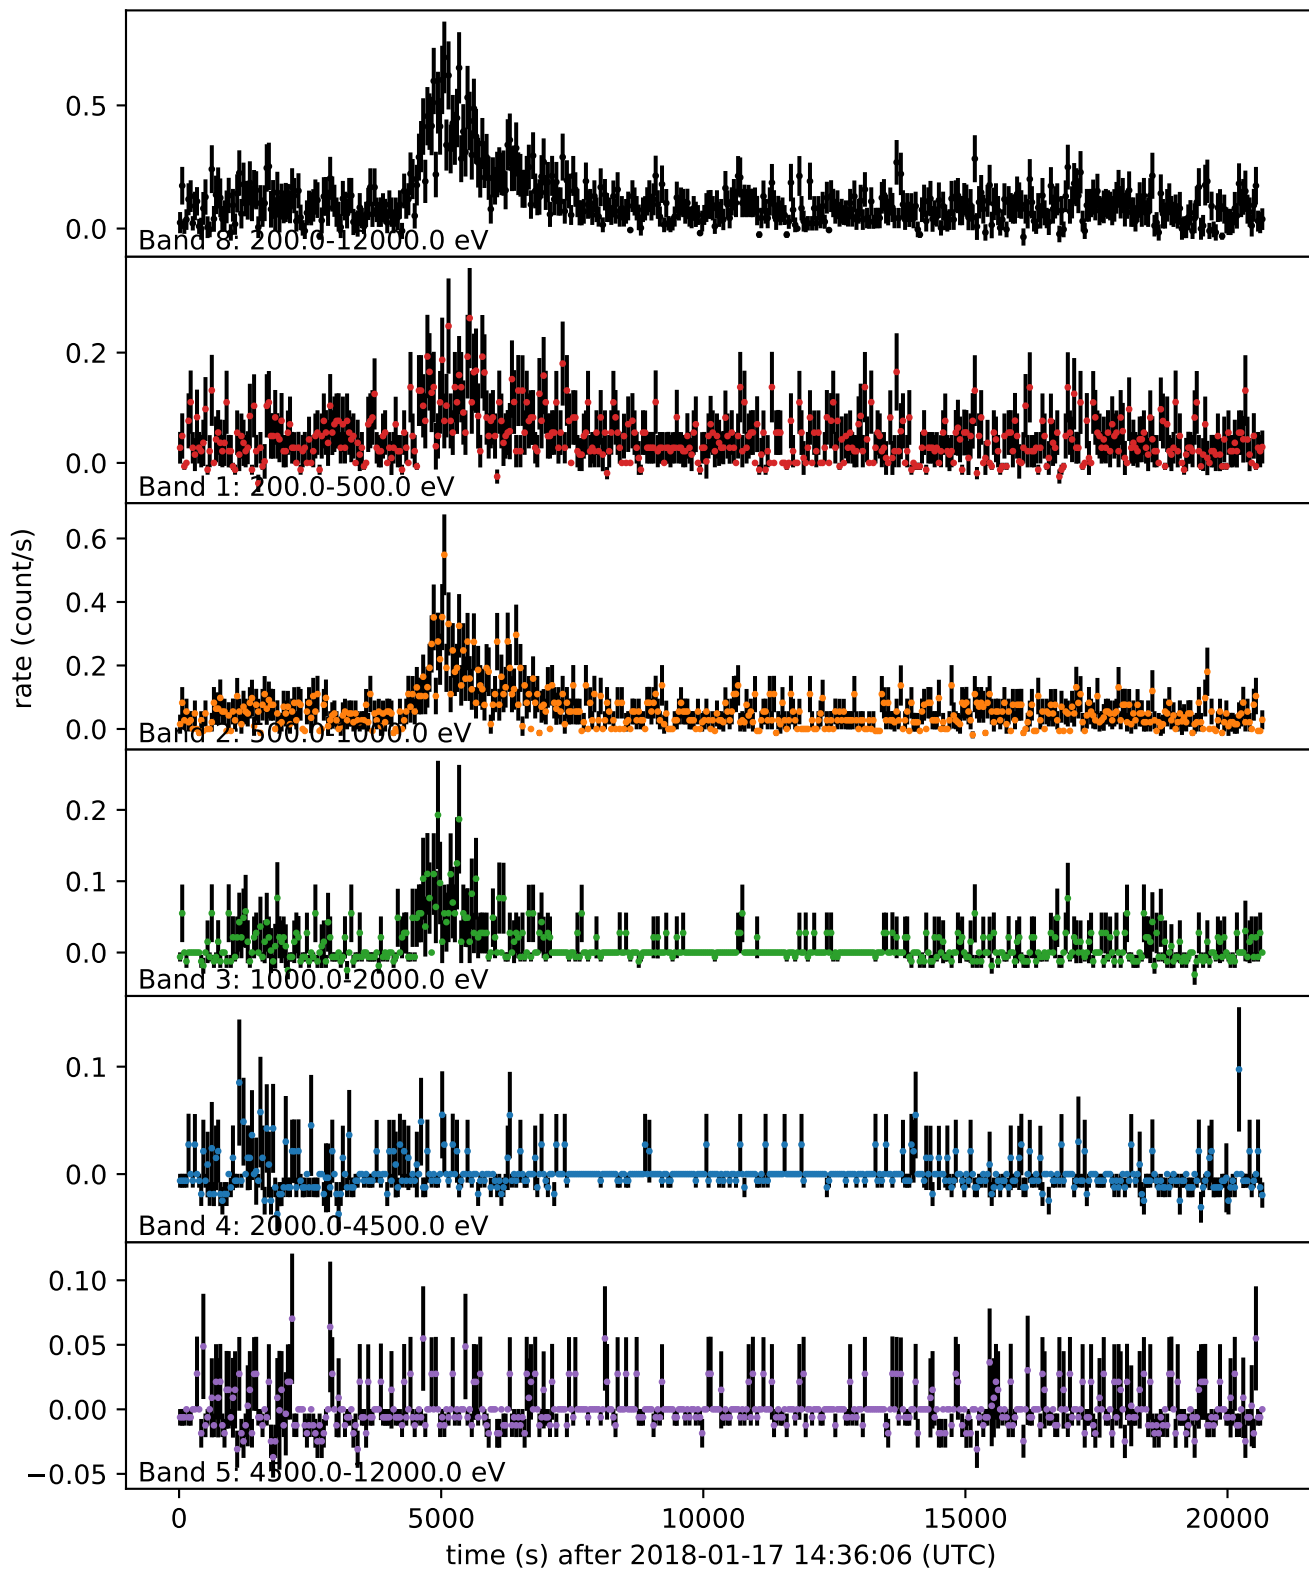 0.5
0.0
Band 8: 200.0-12000.0 eV
0.2
0.0
Band 1: 200.0-500.0 eV
0.6
0.4
0.2
0.0
Band 2: 500.0-1000.0 eV
rate (count/s)
0.2
0.1
0.0
Band 3: 1000.0-2000.0 eV
0.1
0.0
Band 4: 2000.0-4500.0 eV
0.10
0.05
0.00
−0.05
Band 5: 4500.0-12000.0 eV
0 5000 10000 15000 20000
time (s) after 2018-01-17 14:36:06 (UTC)